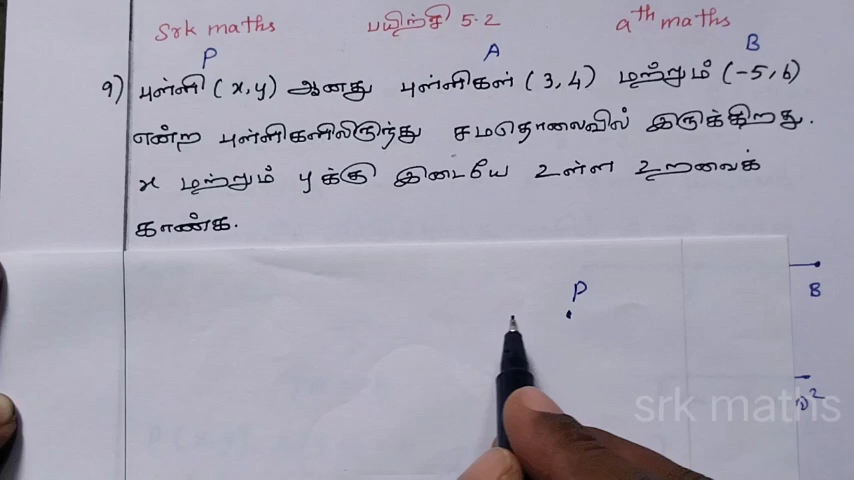 Srk maths பயிற்சி 5.2 9th maths
P A B
9) புள்ளி (x,y) ஆனது புள்ளிகள் (3,4) மற்றும் (-5,6)
என்ற புள்ளிகளிலிருந்து சமதொலைவில் இருக்கிறது.
x மற்றும் yக்கு இடையே உள்ள உறவைக்
காண்க.
P
B
srk maths